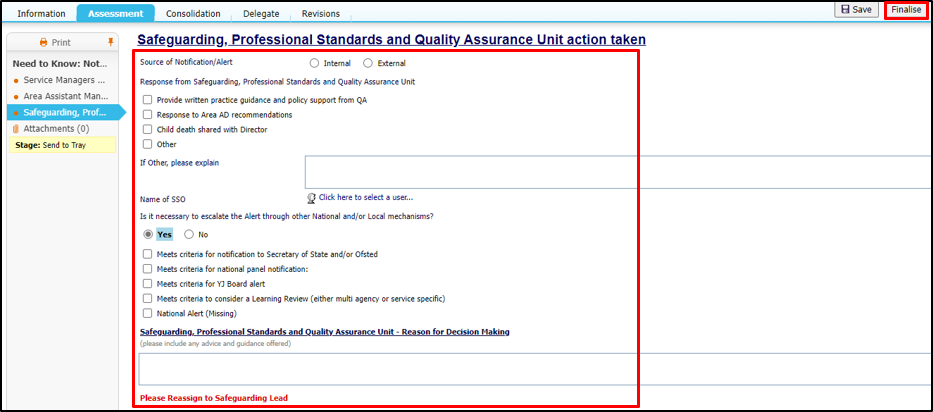 Information Assessment Consolidation Delegate Revisions Save Finalise
Print
Need to Know: Not...
Service Managers ...
Area Assistant Man...
Safeguarding, Prof...
Attachments (0)
Stage: Send to Tray
Safeguarding, Professional Standards and Quality Assurance Unit action taken
Source of Notification/Alert Internal External
Response from Safeguarding, Professional Standards and Quality Assurance Unit
Provide written practice guidance and policy support from QA
Response to Area AD recommendations
Child death shared with Director
Other
If Other, please explain
Name of SSO Click here to select a user...
Is it necessary to escalate the Alert through other National and/or Local mechanisms?
Yes No
Meets criteria for notification to Secretary of State and/or Ofsted
Meets criteria for national panel notification:
Meets criteria for YJ Board alert
Meets criteria to consider a Learning Review (either multi agency or service specific)
National Alert (Missing)
Safeguarding, Professional Standards and Quality Assurance Unit - Reason for Decision Making
(please include any advice and guidance offered)
Please Reassign to Safeguarding Lead